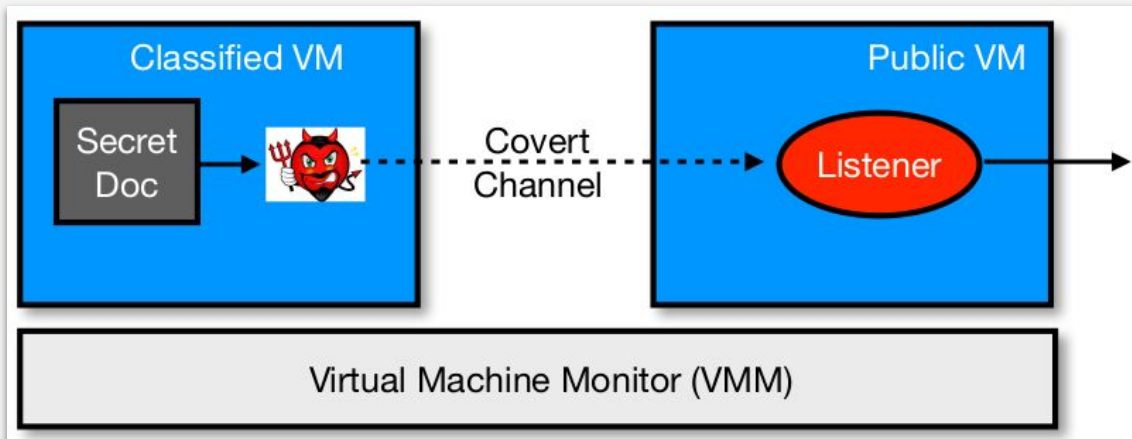 Classified VM
Secret
Doc
Covert
Channel
Public VM
Listener
Virtual Machine Monitor (VMM)